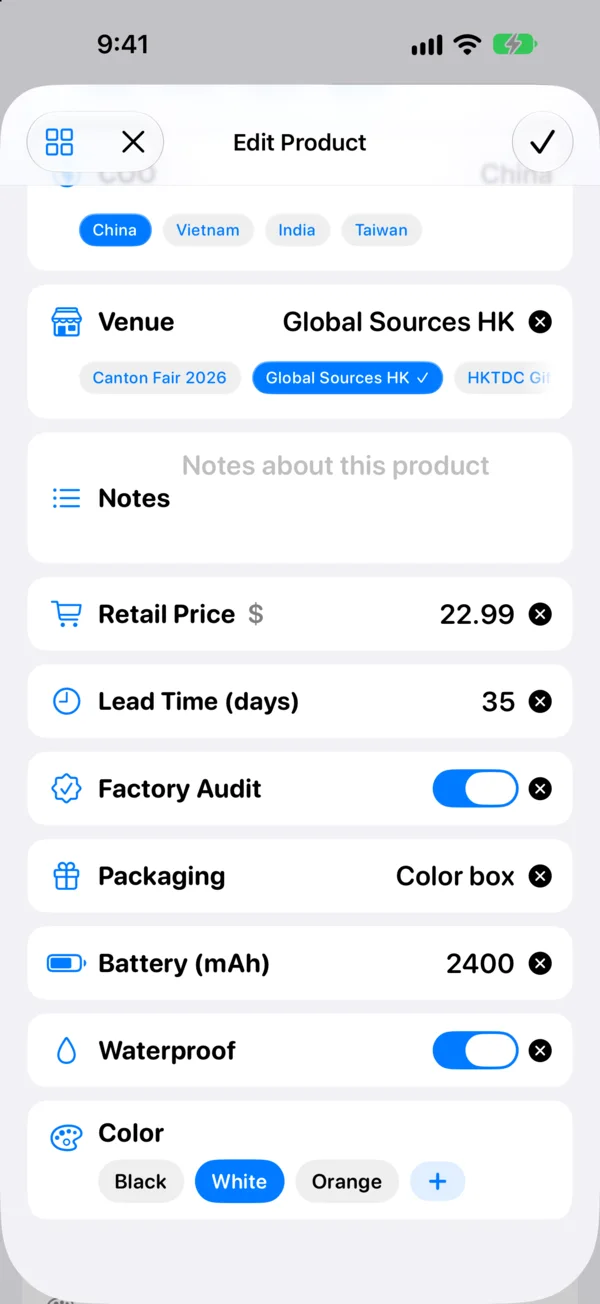 9:41
Edit Product
COO China
China Vietnam India Taiwan
Venue Global Sources HK
Canton Fair 2026 Global Sources HK ✓ HKTDC
Notes about this product
Notes
Retail Price $ 22.99
Lead Time (days) 35
Factory Audit
Packaging Color box
Battery (mAh) 2400
Waterproof
Color
Black White Orange +